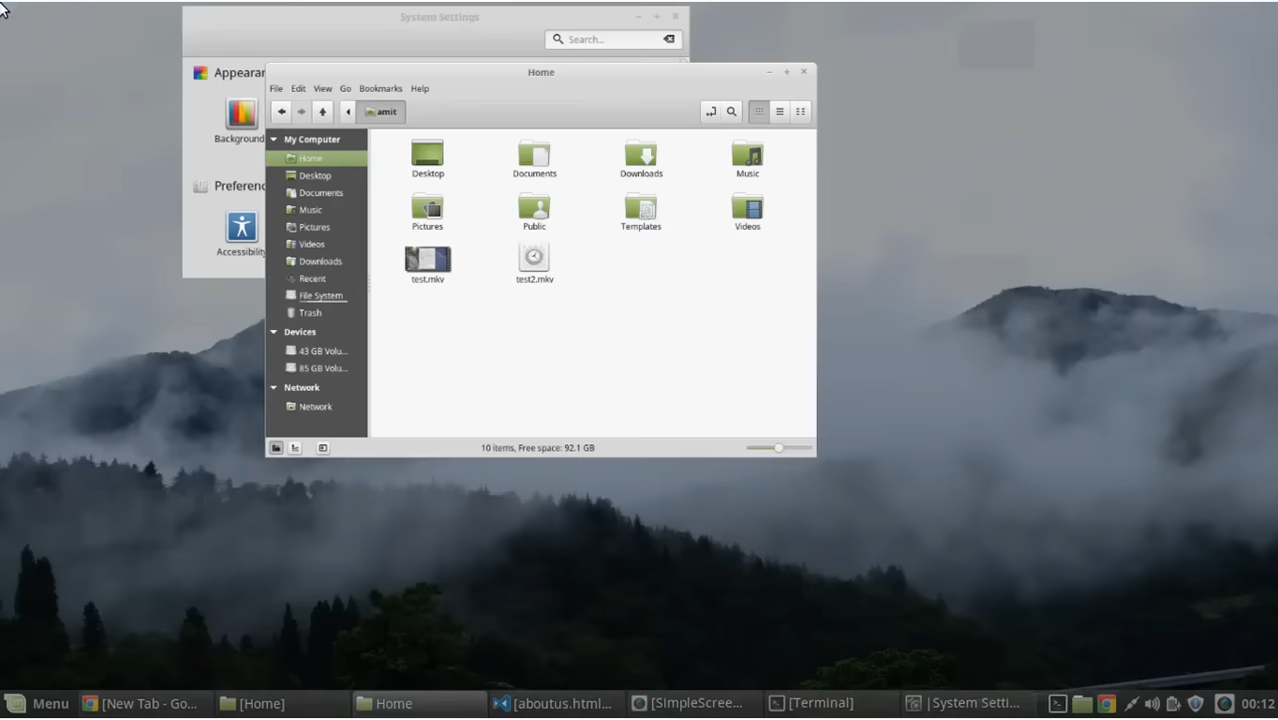 System Settings
Search...
Appearar
Background
Preferenc
Accessibility
Home
File Edit View Go Bookmarks Help
amit
My Computer
Home
Desktop
Documents
Music
Pictures
Videos
Downloads
Recent
File System
Trash
Devices
43 GB Volu...
85 GB Volu...
Network
Network
Desktop Documents Downloads Music
Pictures Public Templates Videos
test.mkv test2.mkv
10 items, Free space: 92.1 GB
Menu [New Tab - Go... [Home] Home [aboutus.html... [SimpleScree... [Terminal] |System Setti... 00:12